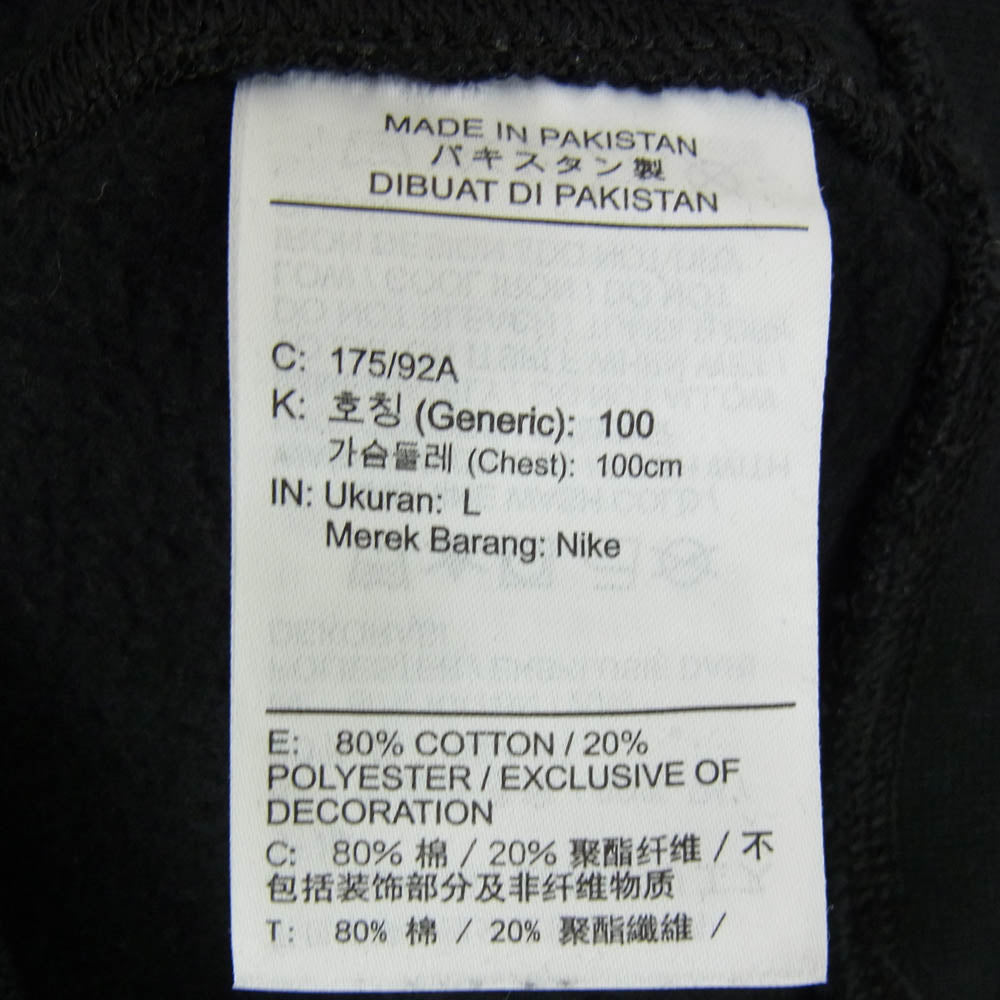 MADE IN PAKISTAN
パキスタン製
DIBUAT DI PAKISTAN
C: 175/92A
K: 호칭 (Generic): 100
가슴둘레 (Chest): 100cm
IN: Ukuran: L
Merek Barang: Nike
E: 80% COTTON / 20%
POLYESTER / EXCLUSIVE OF
DECORATION
C: 80% 棉 / 20% 聚酯纤维 / 不
包括装饰部分及非纤维物质
T: 80% 棉 / 20% 聚酯纖維 /